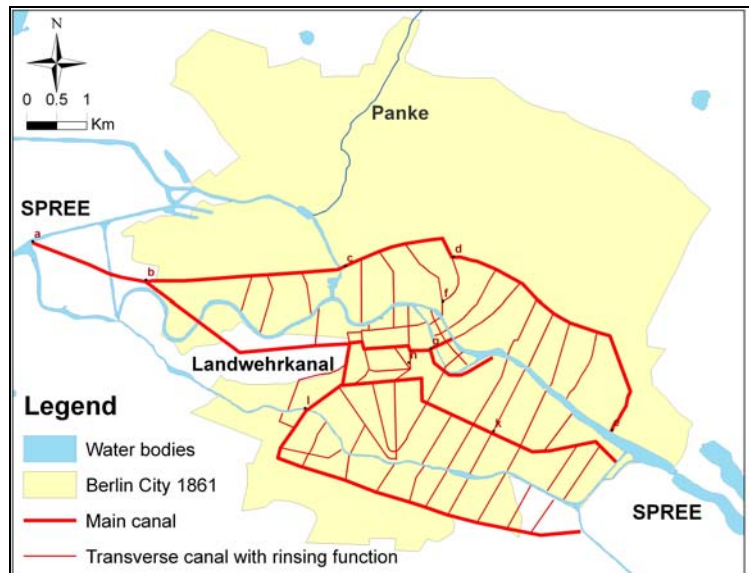 N
0 0.5 1
Km
Panke
SPREE
a
b
c
d
f
g
h
Landwehrkanal
l
k
e
Legend
Water bodies
Berlin City 1861
Main canal
Transverse canal with rinsing function
SPREE